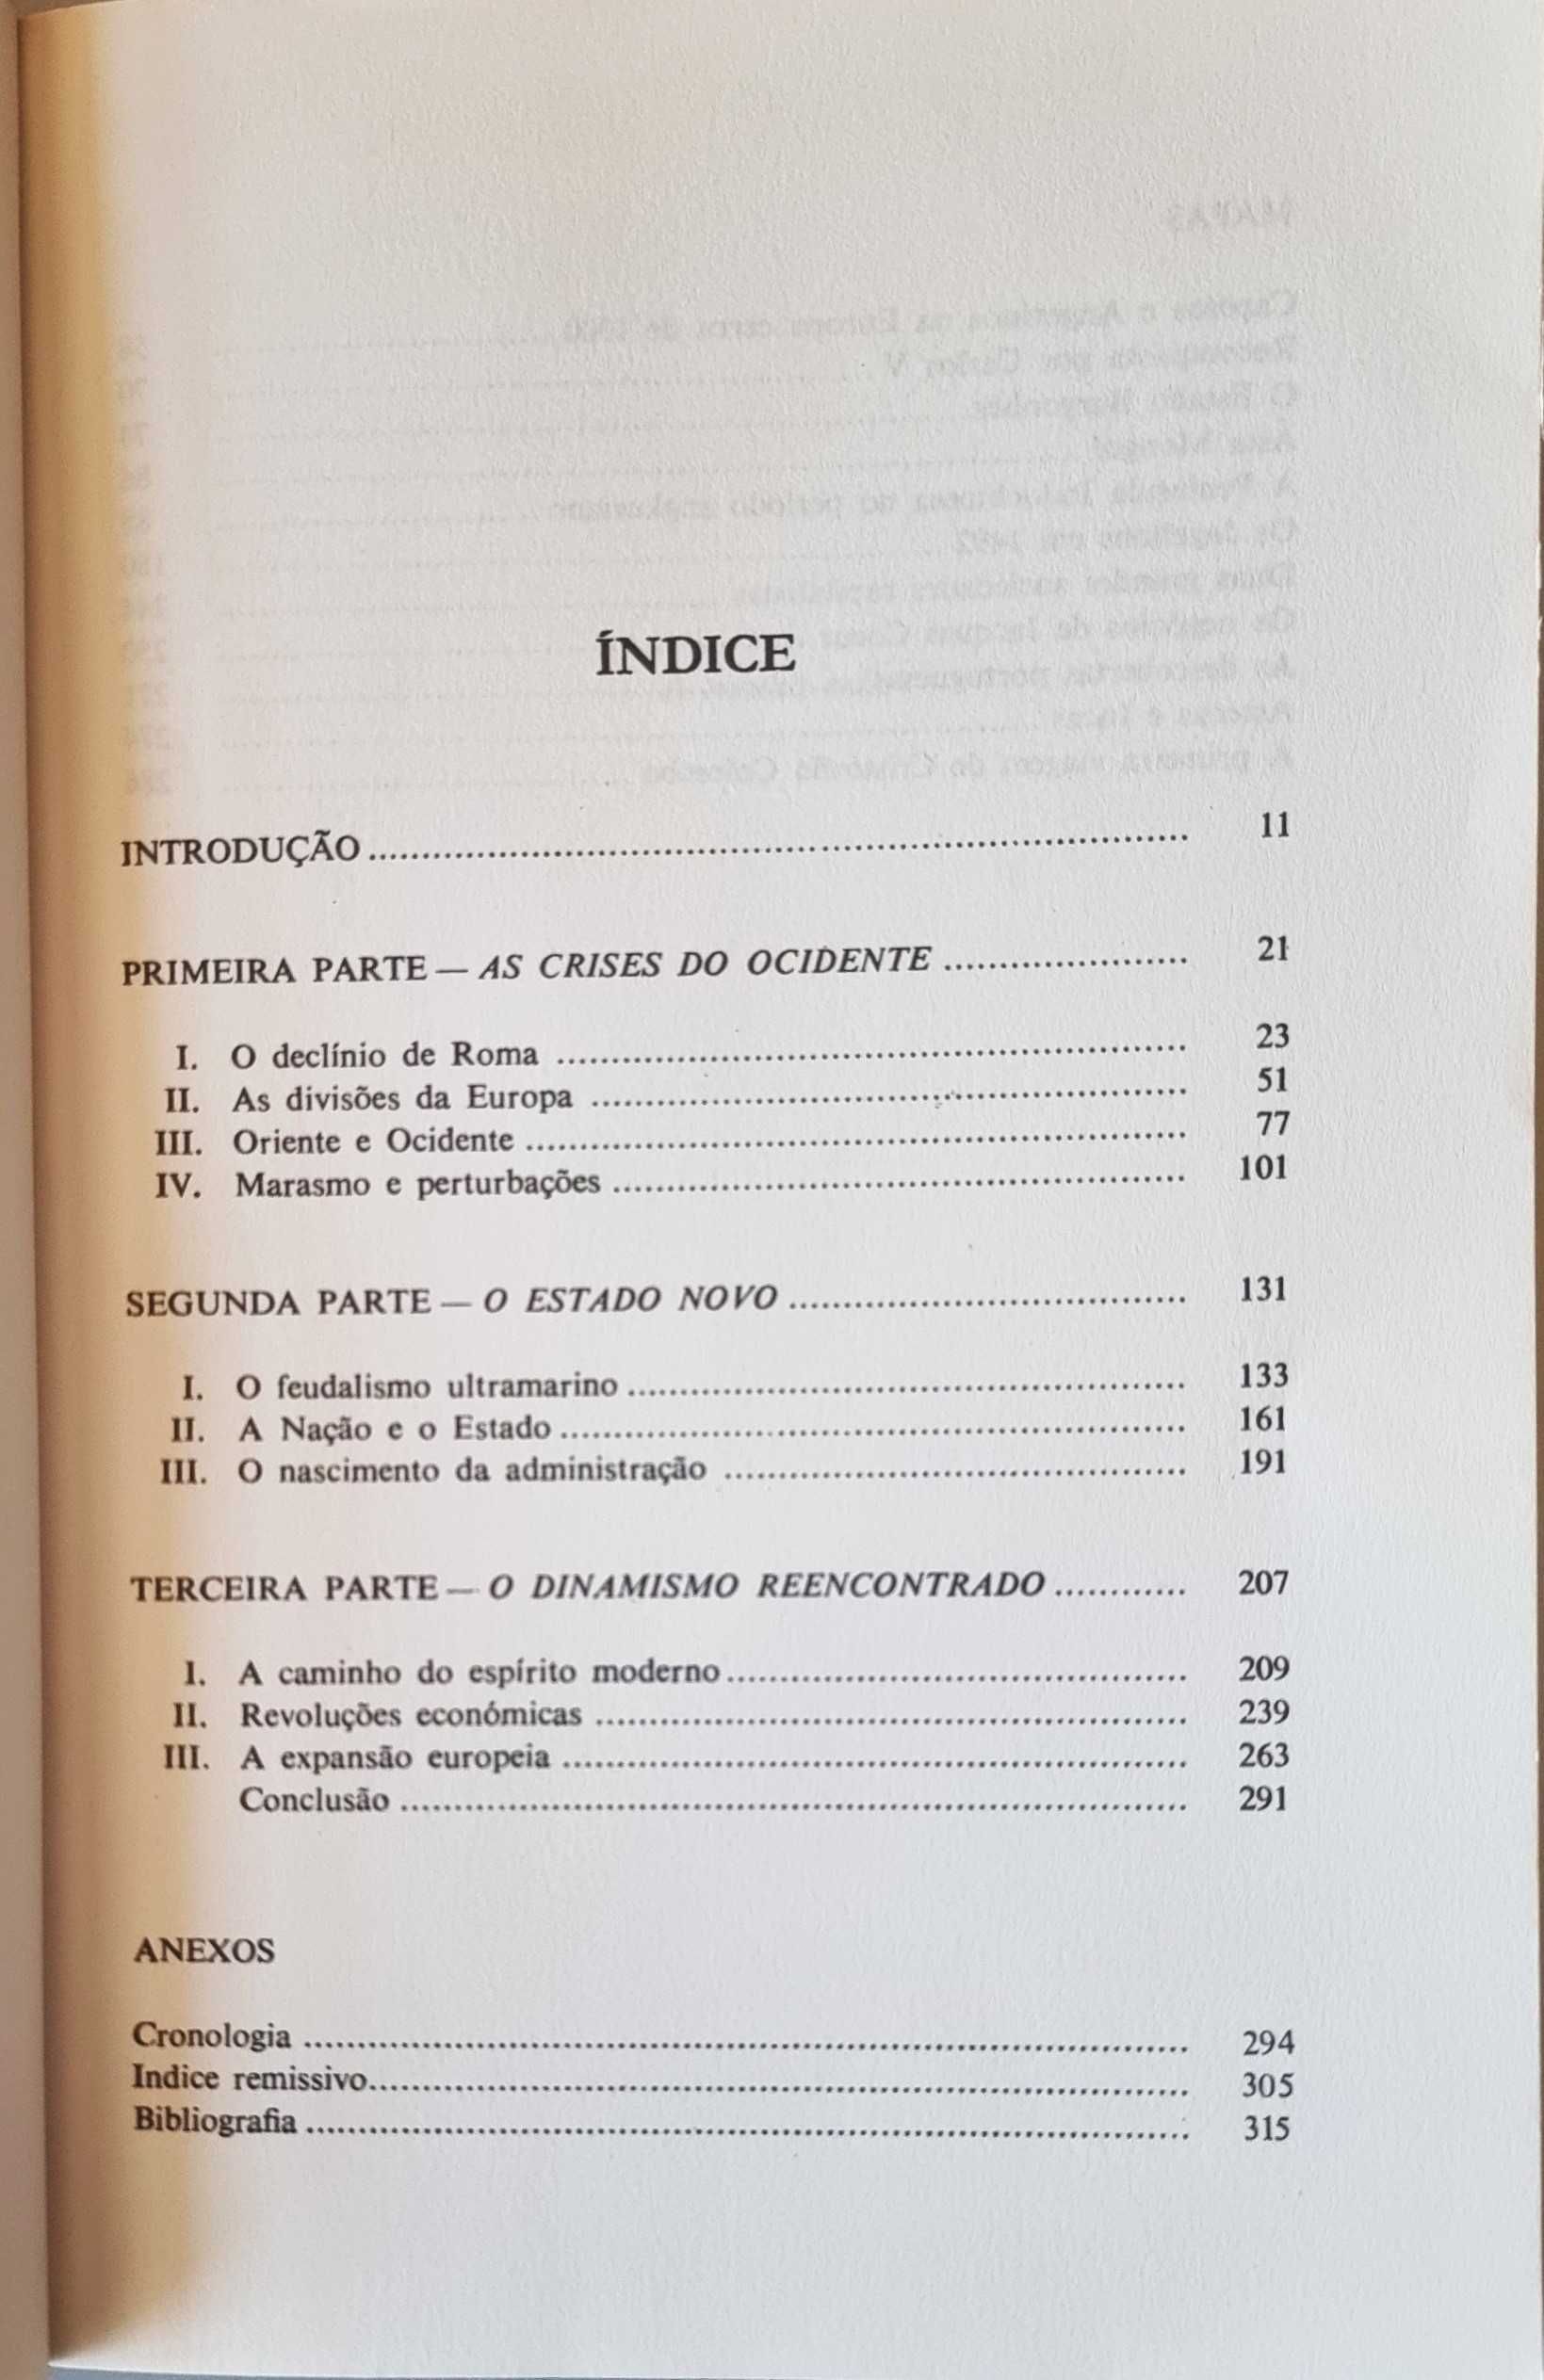 ÍNDICE
INTRODUÇÃO ........ 11
PRIMEIRA PARTE — AS CRISES DO OCIDENTE ........ 21
I. O declínio de Roma ........ 23
II. As divisões da Europa ........ 51
III. Oriente e Ocidente ........ 77
IV. Marasmo e perturbações ........ 101
SEGUNDA PARTE — O ESTADO NOVO ........ 131
I. O feudalismo ultramarino ........ 133
II. A Nação e o Estado ........ 161
III. O nascimento da administração ........ 191
TERCEIRA PARTE — O DINAMISMO REENCONTRADO ........ 207
I. A caminho do espírito moderno ........ 209
II. Revoluções económicas ........ 239
III. A expansão europeia ........ 263
Conclusão ........ 291
ANEXOS
Cronologia ........ 294
Indice remissivo ........ 305
Bibliografia ........ 315